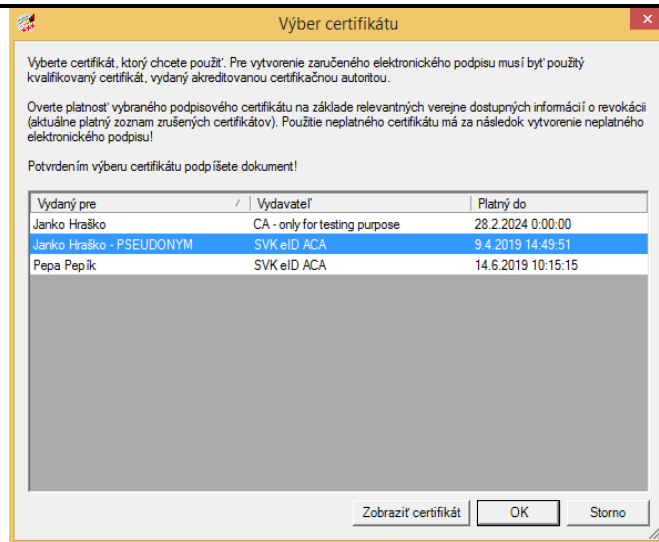 Výber certifikátu
Vyberte certifikát, ktorý chcete použiť. Pre vytvorenie zaručeného elektronického podpisu musí byť použitý
kvalifikovaný certifikát, vydaný akreditovanou certifikačnou autoritou.
Overte platnosť vybraného podpisového certifikátu na základe relevantných verejne dostupných informácií o revokácii
(aktuálne platný zoznam zrušených certifikátov). Použitie neplatného certifikátu má za následok vytvorenie neplatného
elektronického podpisu!
Potvrdením výberu certifikátu podpíšete dokument!
Vydaný pre Vydavateľ Platný do
Janko Hraško CA - only for testing purpose 28.2.2024 0:00:00
Janko Hraško - PSEUDONYM SVK eID ACA 9.4.2019 14:49:51
Pepa Pepík SVK eID ACA 14.6.2019 10:15:15
Zobraziť certifikát OK Storno